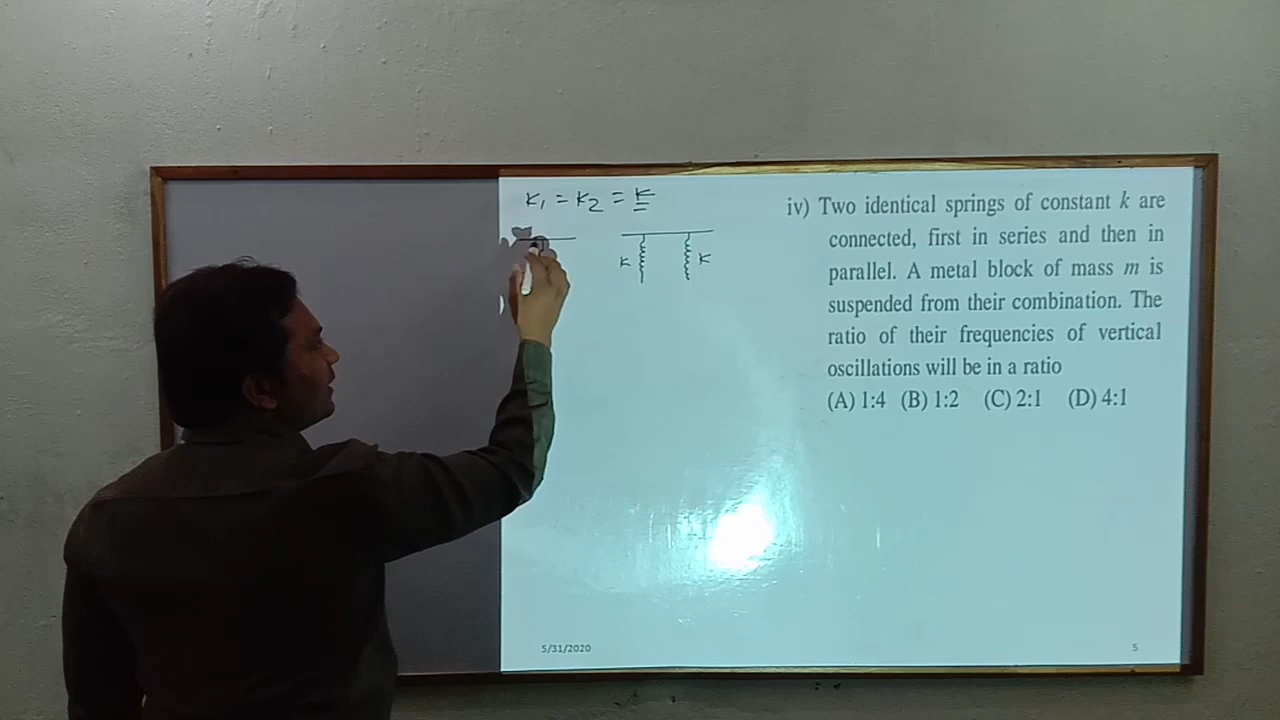 K₁ = K₂ = K
K K
iv) Two identical springs of constant k are
connected, first in series and then in
parallel. A metal block of mass m is
suspended from their combination. The
ratio of their frequencies of vertical
oscillations will be in a ratio
(A) 1:4 (B) 1:2 (C) 2:1 (D) 4:1
5/31/2020 5